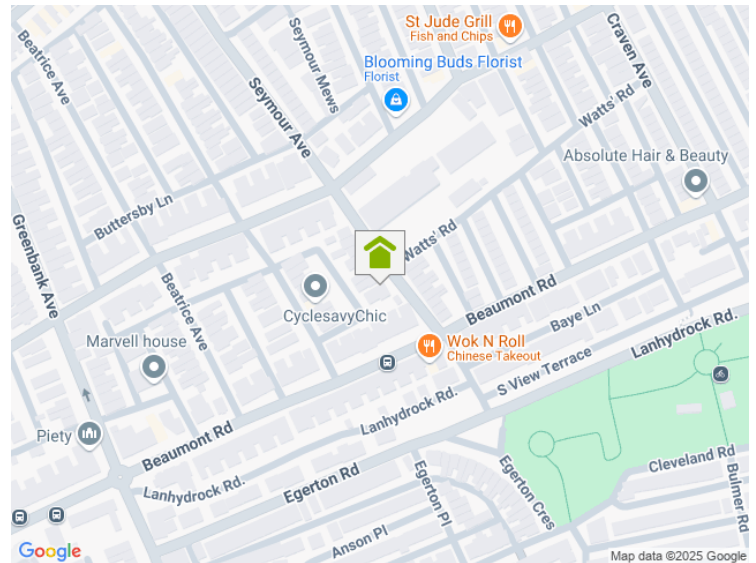 St Jude Grill
Fish and Chips
Craven Ave
Beatrice Ave
Seymour Mews
Blooming Buds Florist
Florist
Seymour Ave
Watts' Rd
Absolute Hair & Beauty
Buttersby Ln
Greenbank Ave
Watts' Rd
Beatrice Ave
CyclesavyChic
Beaumont Rd
Baye Ln
Lanhydrock Rd.
Marvell house
Wok N Roll
Chinese Takeout
S View Terrace
Lanhydrock Rd.
Piety
Beaumont Rd
Cleveland Rd
Lanhydrock Rd.
Egerton Rd
Egerton Pl
Egerton Cres
Bulmer Rd
Anson Pl
Google
Map data ©2025 Google